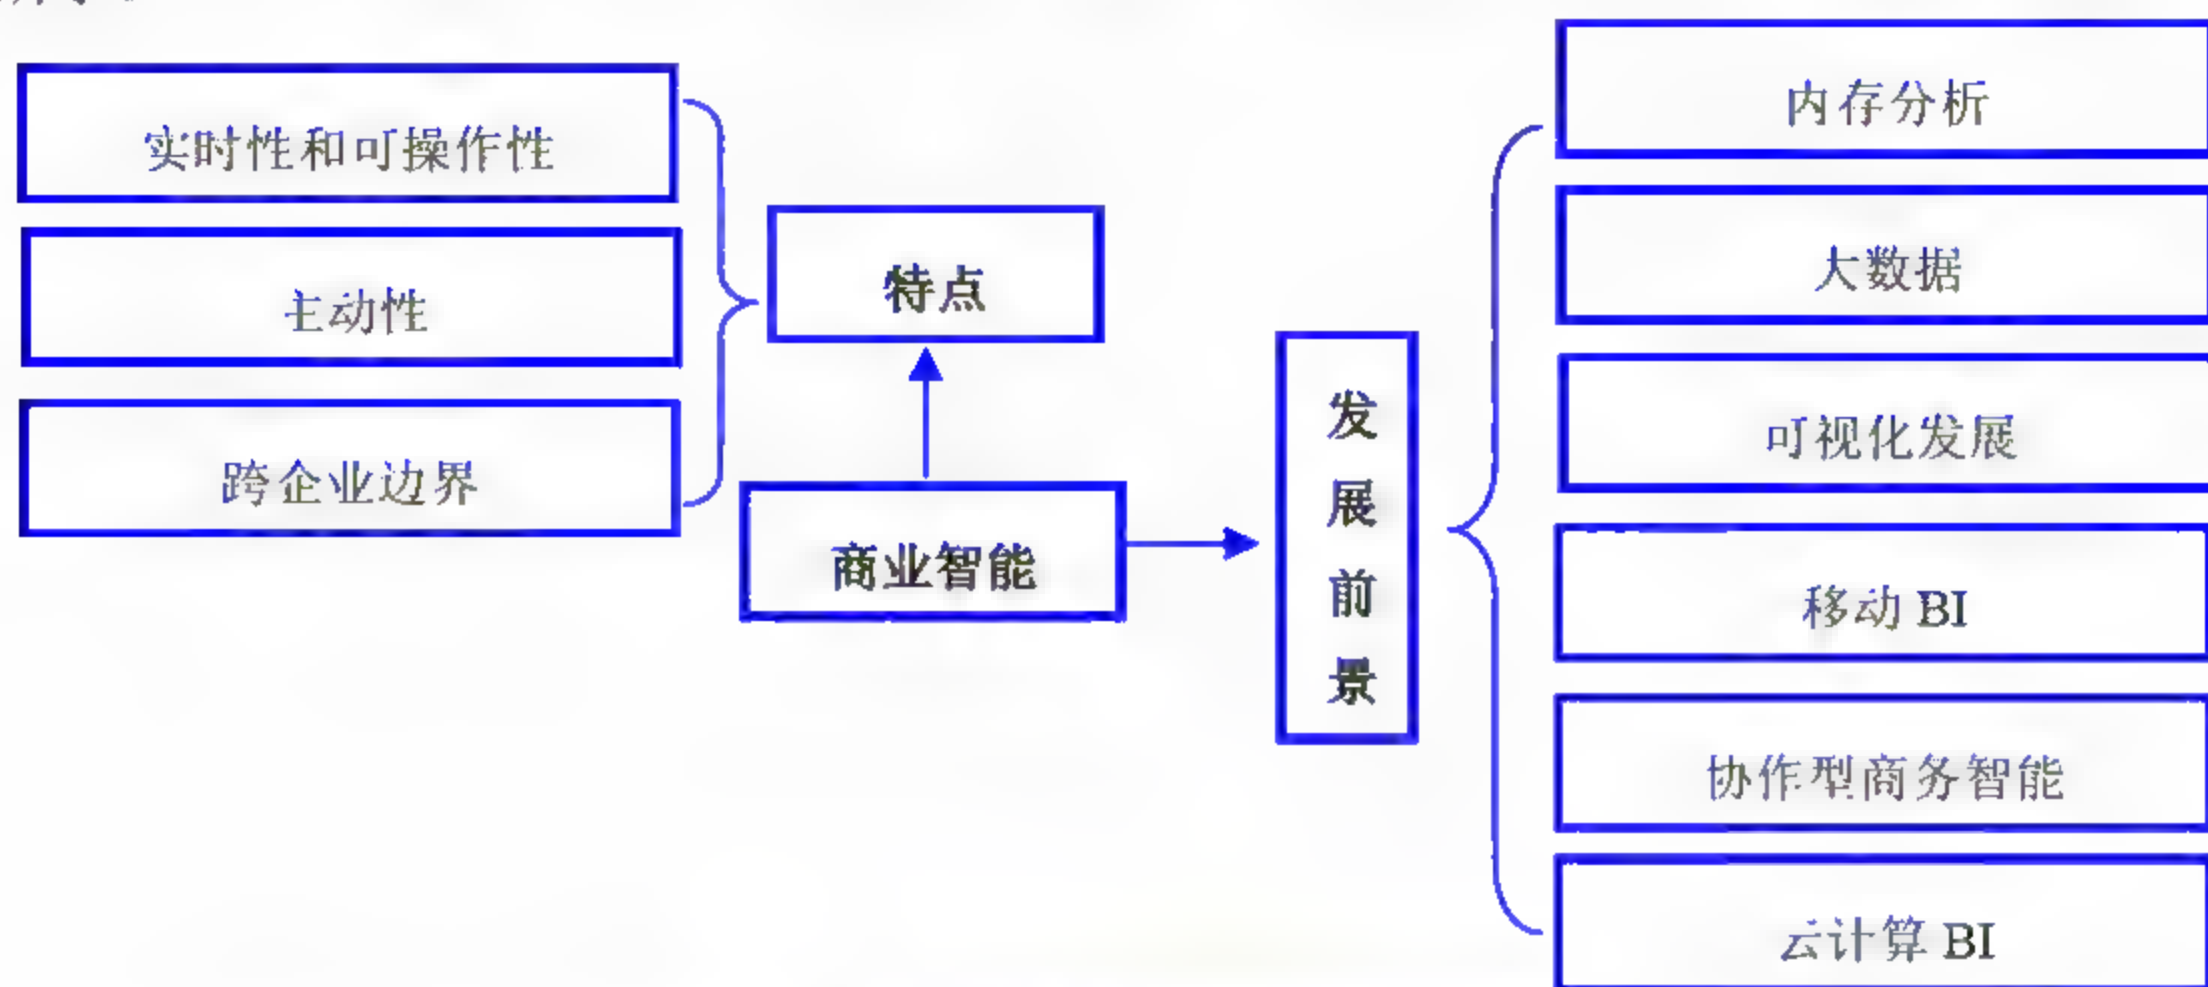 实时性和可操作性
主动性
跨企业边界
特点
商业智能
发
展
前
景
内存分析
大数据
可视化发展
移动 BI
协作型商务智能
云计算 BI